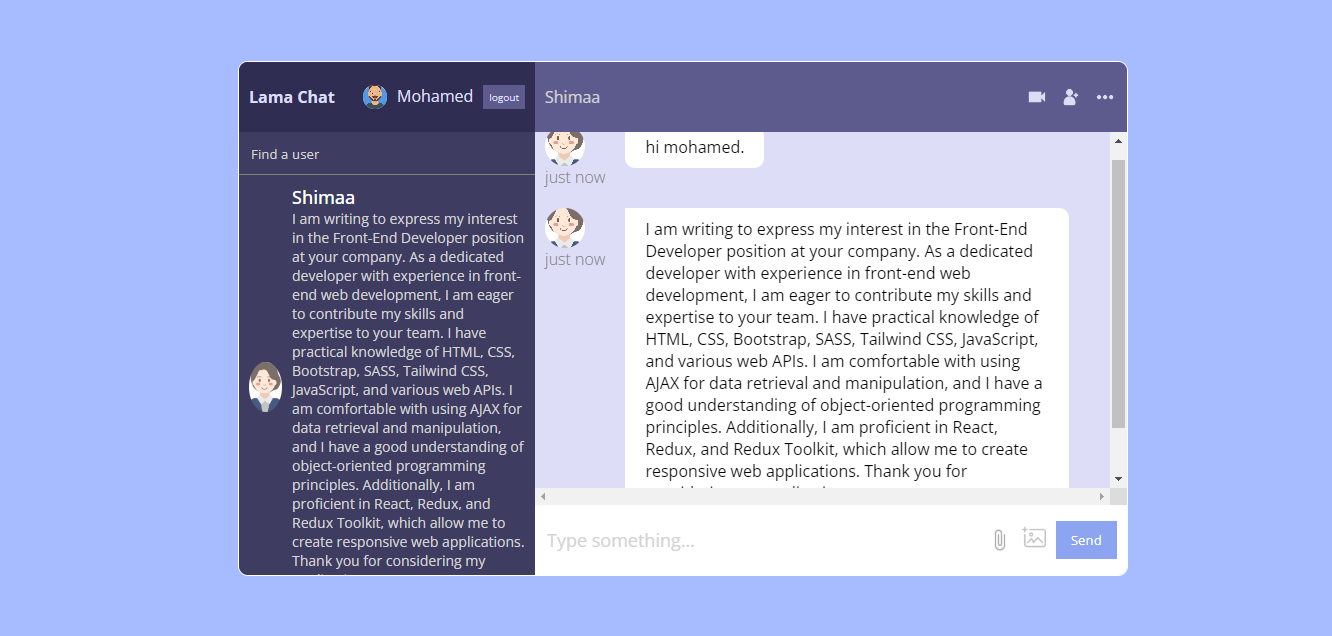 Lama Chat
Mohamed
logout
Find a user
Shimaa
I am writing to express my interest
in the Front-End Developer position
at your company. As a dedicated
developer with experience in front-
end web development, I am eager
to contribute my skills and
expertise to your team. I have
practical knowledge of HTML, CSS,
Bootstrap, SASS, Tailwind CSS,
JavaScript, and various web APIs. I
am comfortable with using AJAX for
data retrieval and manipulation,
and I have a good understanding of
object-oriented programming
principles. Additionally, I am
proficient in React, Redux, and
Redux Toolkit, which allow me to
create responsive web applications.
Thank you for considering my
Shimaa
hi mohamed.
just now
just now
I am writing to express my interest in the Front-End
Developer position at your company. As a dedicated
developer with experience in front-end web
development, I am eager to contribute my skills and
expertise to your team. I have practical knowledge of
HTML, CSS, Bootstrap, SASS, Tailwind CSS, JavaScript,
and various web APIs. I am comfortable with using
AJAX for data retrieval and manipulation, and I have a
good understanding of object-oriented programming
principles. Additionally, I am proficient in React,
Redux, and Redux Toolkit, which allow me to create
responsive web applications. Thank you for
Type something...
Send